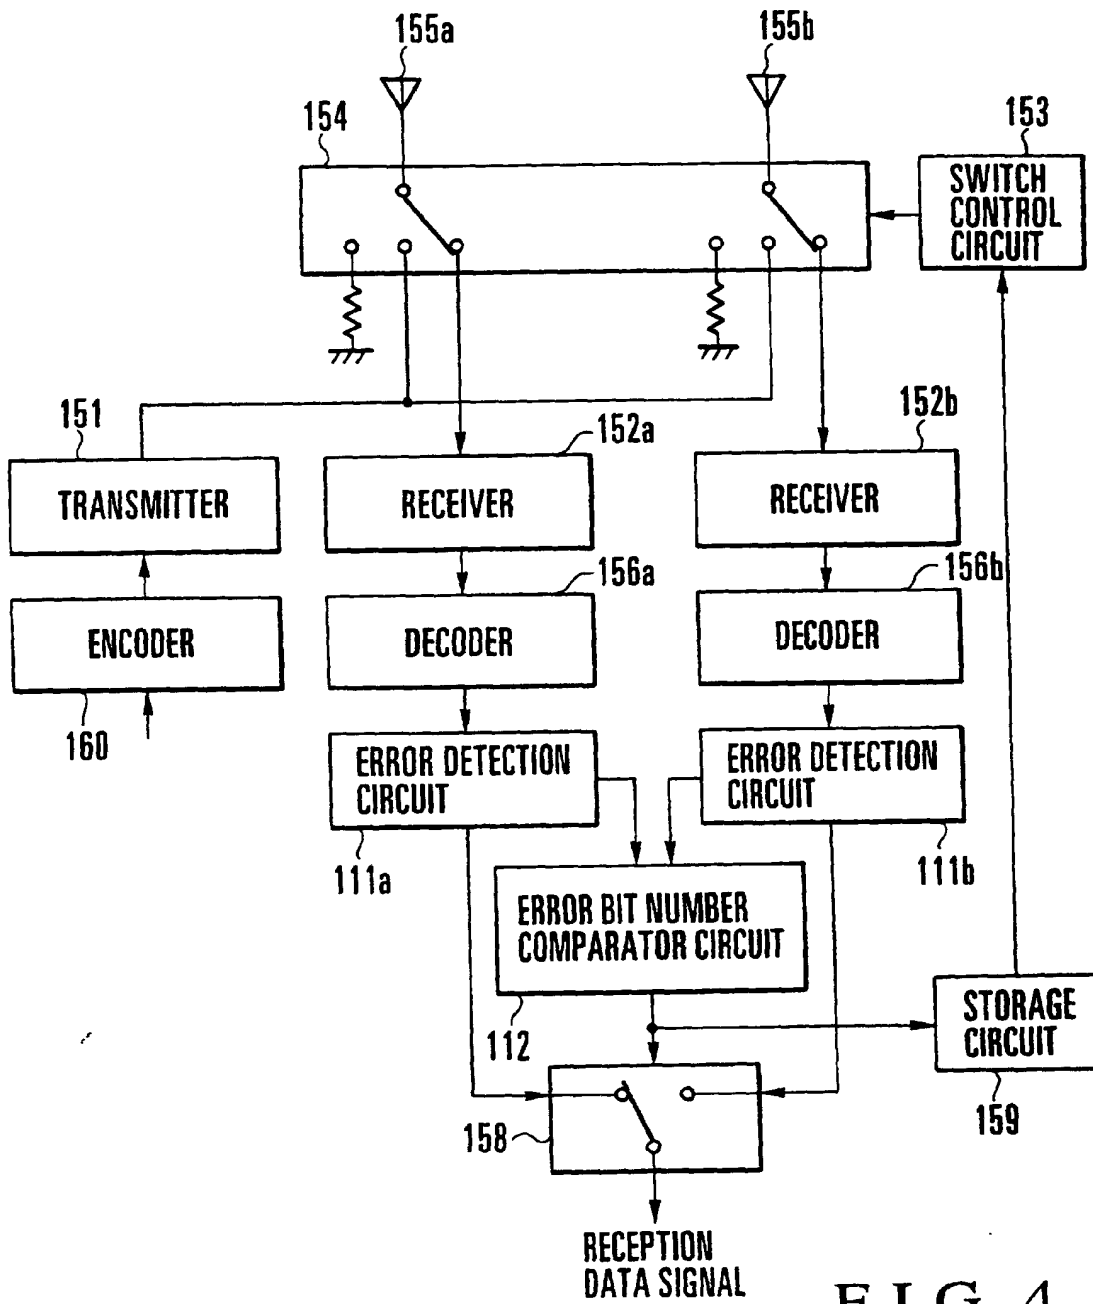 155a
155b
154
153
SWITCH
CONTROL
CIRCUIT
151
152a
152b
TRANSMITTER
RECEIVER
RECEIVER
156a
156b
ENCODER
DECODER
DECODER
160
ERROR DETECTION
CIRCUIT
ERROR DETECTION
CIRCUIT
111a
111b
ERROR BIT NUMBER
COMPARATOR CIRCUIT
STORAGE
CIRCUIT
112
159
158
RECEPTION
DATA SIGNAL
FIG. 4